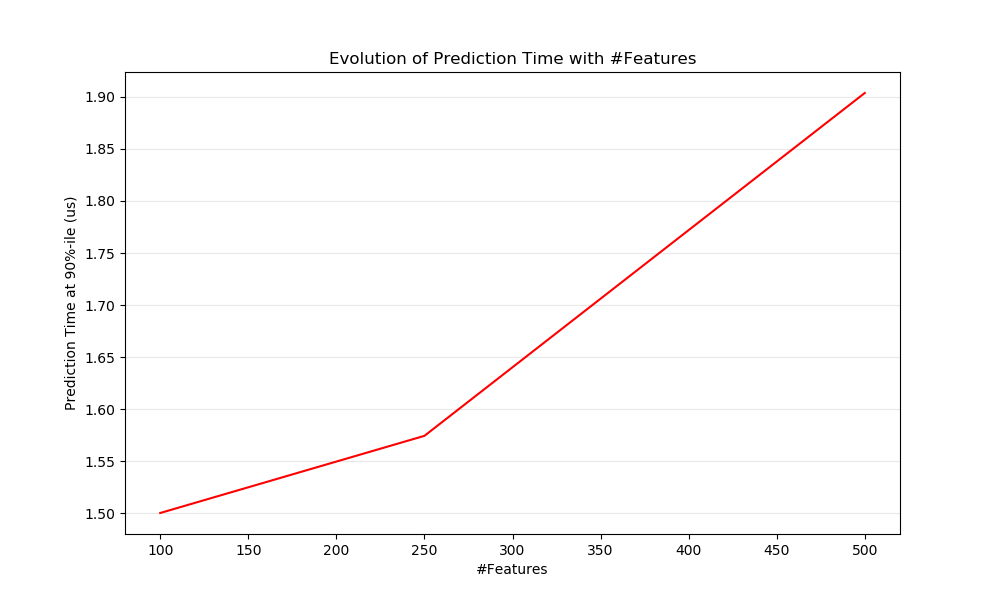 Evolution of Prediction Time with #Features
Prediction Time at 90%-ile (us)
1.90
1.85
1.80
1.75
1.70
1.65
1.60
1.55
1.50
100 150 200 250 300 350 400 450 500
#Features